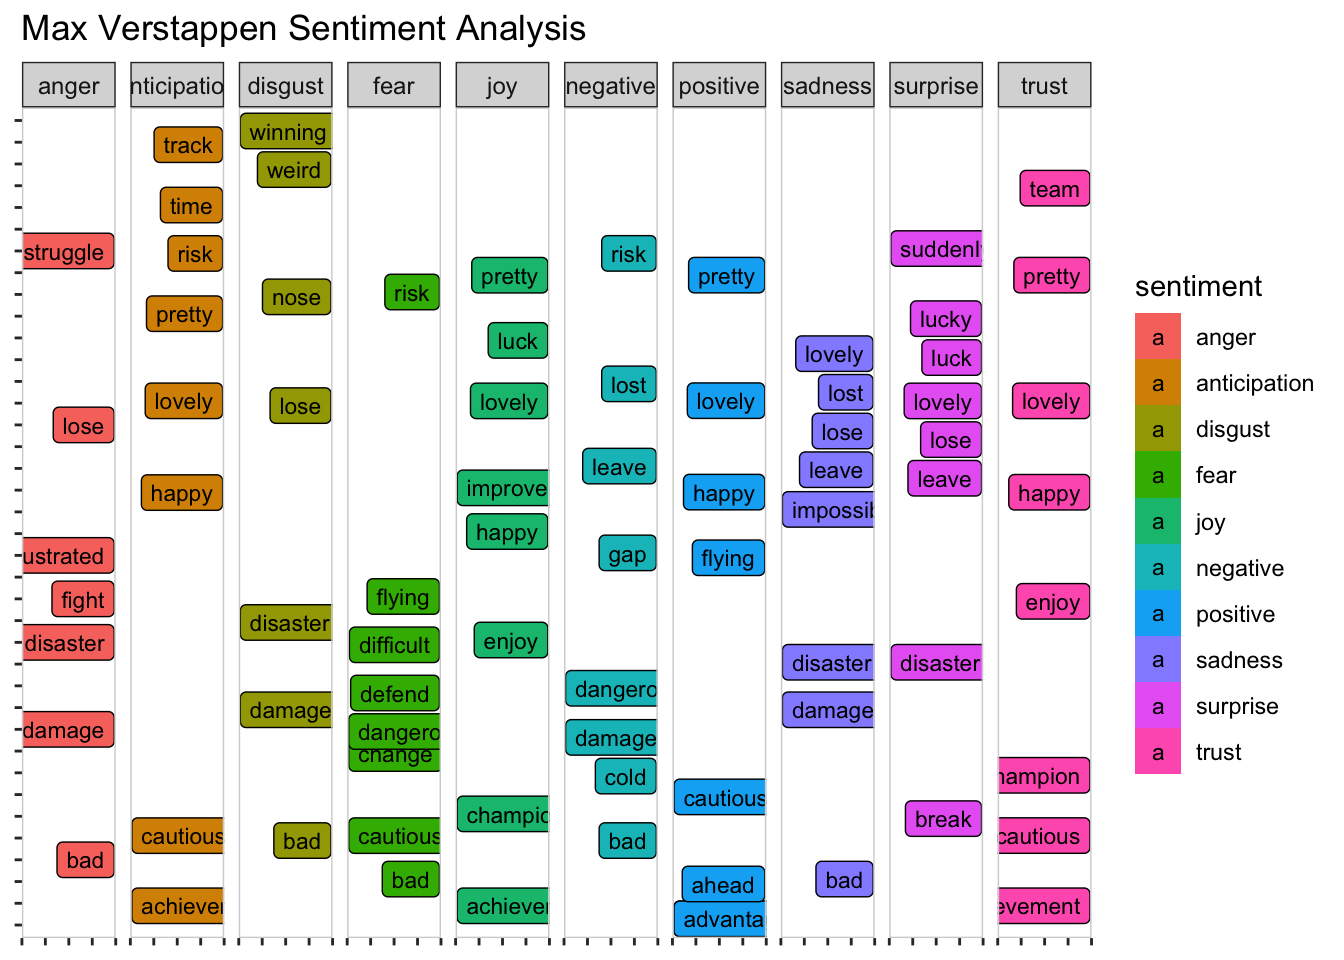 Max Verstappen Sentiment Analysis
anger
nticipatio
disgust
fear
joy
negative
positive
sadness
surprise
trust
struggle
lose
ustrated
fight
disaster
damage
bad
track
time
risk
pretty
lovely
happy
cautious
achiever
winning
weird
nose
lose
disaster
damage
bad
risk
flying
difficult
defend
dangero
change
cautious
bad
pretty
luck
lovely
improve
happy
enjoy
champic
achiever
risk
lost
leave
gap
dangero
damage
cold
bad
pretty
lovely
happy
flying
cautious
ahead
advanta
lovely
lost
lose
leave
impossib
disaster
damage
bad
suddenly
lucky
luck
lovely
lose
leave
disaster
break
team
pretty
lovely
happy
enjoy
hampion
cautious
evement
sentiment
a anger
a anticipation
a disgust
a fear
a joy
a negative
a positive
a sadness
a surprise
a trust